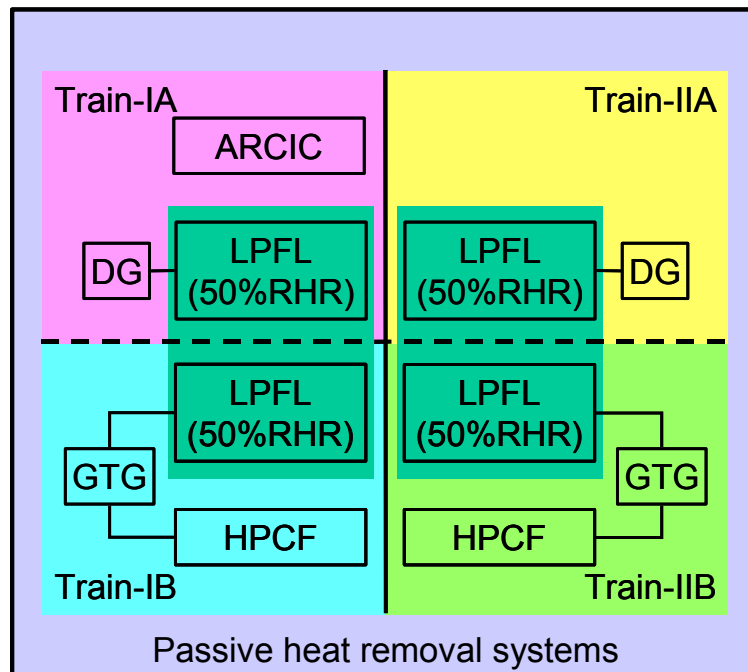 Train-IA
Train-IIA
ARCIC
DG
LPFL
(50%RHR)
LPFL
(50%RHR)
DG
LPFL
(50%RHR)
LPFL
(50%RHR)
GTG
GTG
HPCF
HPCF
Train-IB
Train-IIB
Passive heat removal systems